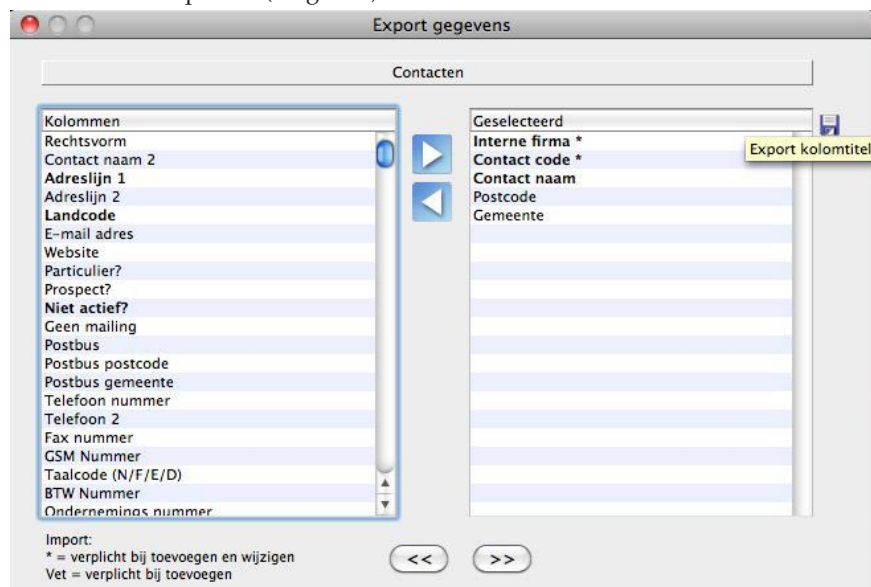 Export gegevens
Contacten
Kolommen
Rechtsvorm
Contact naam 2
Adreslijn 1
Adreslijn 2
Landcode
E-mail adres
Website
Particulier?
Prospect?
Niet actief?
Geen mailing
Postbus
Postbus postcode
Postbus gemeente
Telefoon nummer
Telefoon 2
Fax nummer
GSM Nummer
Taalcode (N/F/E/D)
BTW Nummer
Ondernemings nummer
Geselecteerd
Interne firma *
Contact code *
Contact naam
Postcode
Gemeente
Export kolomtitel
Import:
* = verplicht bij toevoegen en wijzigen
Vet = verplicht bij toevoegen
<<
>>